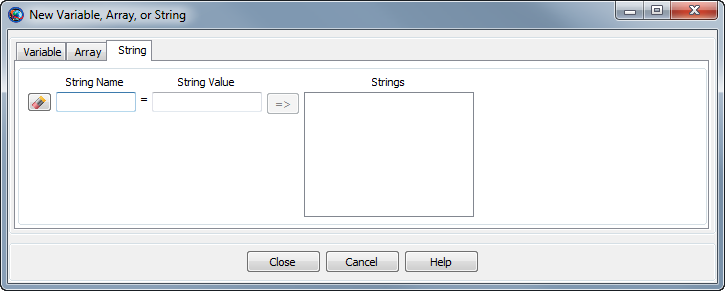 New Variable, Array, or String
Variable Array String
String Name String Value Strings
= =>
Close Cancel Help